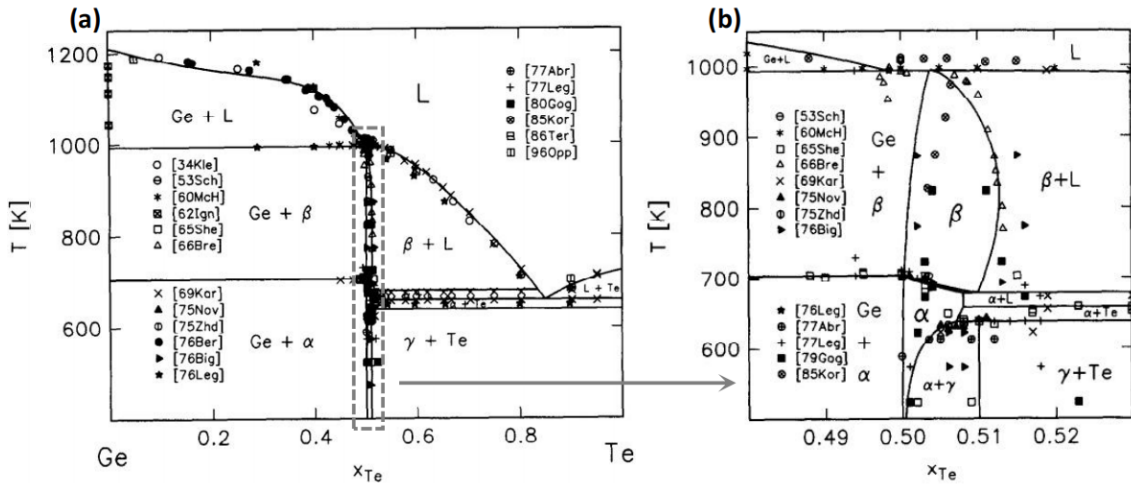 (a)
1200
1000
800
600
T [K]
L
Ge + L
Ge + β
β + L
L + Te
α + Te
Ge + α
γ + Te
[77Abr]
[77Leg]
[80Gog]
[85Kor]
[86Ter]
[96Opp]
[34Kle]
[53Sch]
[60McH]
[62Ign]
[65She]
[66Bre]
[69Kar]
[75Nov]
[75Zhd]
[76Ber]
[76Big]
[76Leg]
0.2
0.4
0.6
0.8
Ge
xTe
Te
(b)
1000
900
800
700
600
T [K]
L
Ge+L
Ge
+
β
β
β+L
[53Sch]
[60McH]
[65She]
[66Bre]
[69Kar]
[75Nov]
[75Zhd]
[76Big]
α+L
α+Te
Ge
+
α
α
α+γ
γ+Te
[76Leg]
[77Abr]
[77Leg]
[79Gog]
[85Kor]
0.49
0.50
0.51
0.52
xTe